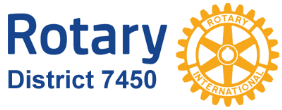 Rotary
District 7450
ROTARY
INTERNATIONAL